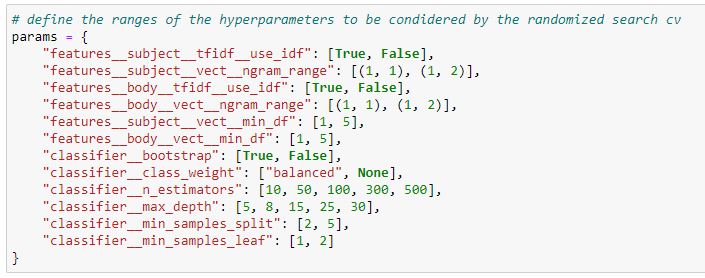 # define the ranges of the hyperparameters to be condidered by the randomized search cv
params = {
    "features__subject__tfidf__use_idf": [True, False],
    "features__subject__vect__ngram_range": [(1, 1), (1, 2)],
    "features__body__tfidf__use_idf": [True, False],
    "features__body__vect__ngram_range": [(1, 1), (1, 2)],
    "features__subject__vect__min_df": [1, 5],
    "features__body__vect__min_df": [1, 5],
    "classifier__bootstrap": [True, False],
    "classifier__class_weight": ["balanced", None],
    "classifier__n_estimators": [10, 50, 100, 300, 500],
    "classifier__max_depth": [5, 8, 15, 25, 30],
    "classifier__min_samples_split": [2, 5],
    "classifier__min_samples_leaf": [1, 2]
}